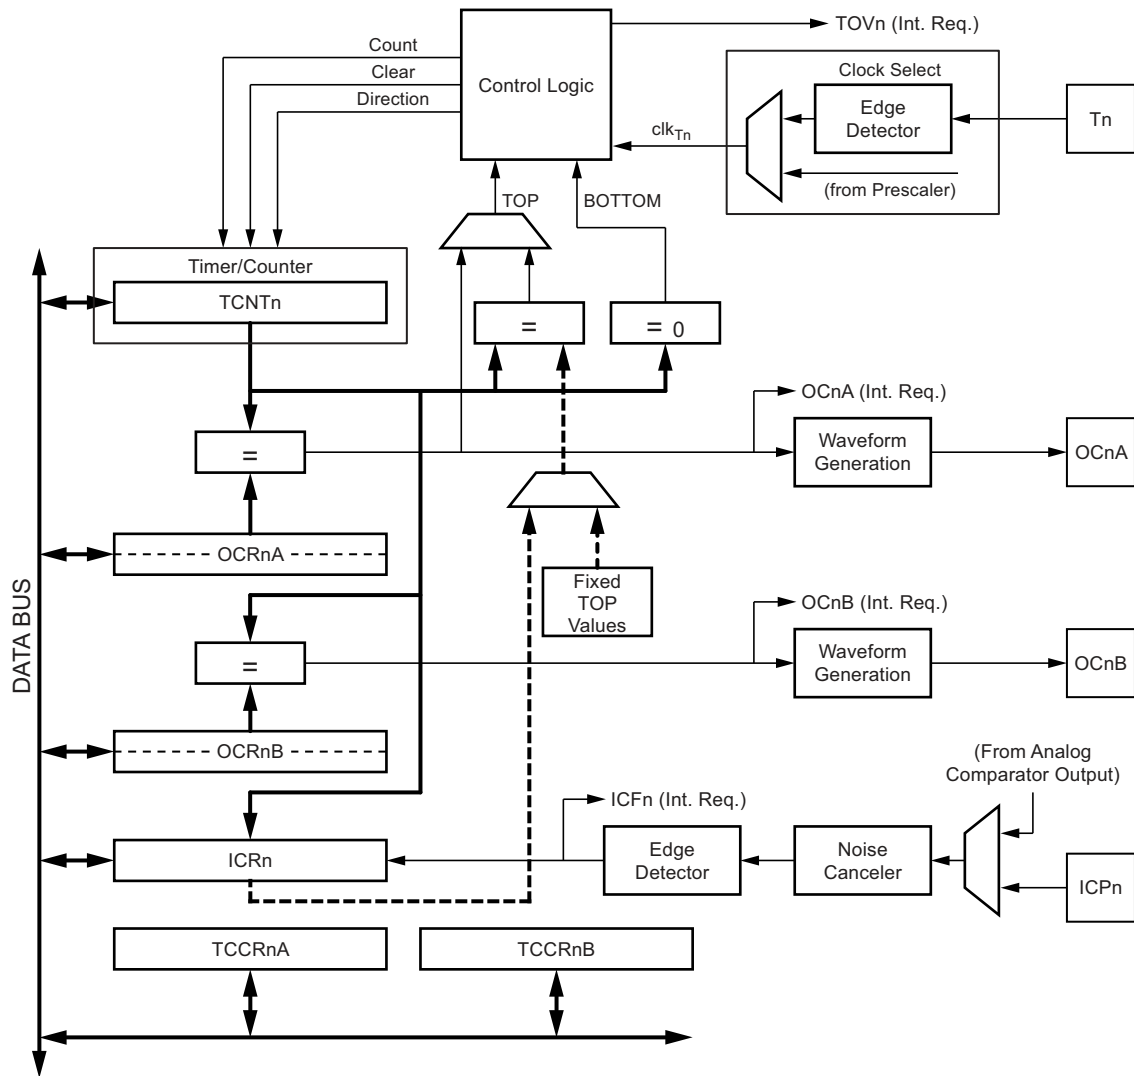 TOVn (Int. Req.)
Count
Clear
Direction
Control Logic
Clock Select
Edge
Detector
Tn
clkTn
(from Prescaler)
TOP
BOTTOM
Timer/Counter
TCNTn
=
= 0
OCnA (Int. Req.)
=
Waveform
Generation
OCnA
OCRnA
Fixed
TOP
Values
DATA BUS
OCnB (Int. Req.)
=
Waveform
Generation
OCnB
OCRnB
(From Analog
Comparator Output)
ICFn (Int. Req.)
ICRn
Edge
Detector
Noise
Canceler
ICPn
TCCRnA
TCCRnB